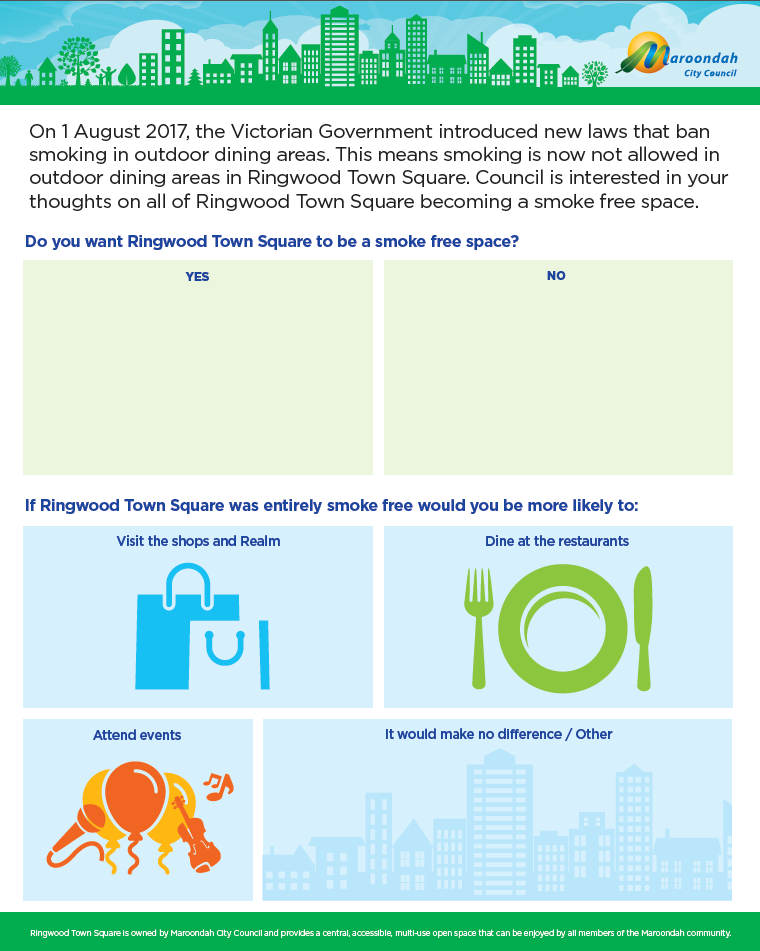 Maroondah
City Council
On 1 August 2017, the Victorian Government introduced new laws that ban
smoking in outdoor dining areas. This means smoking is now not allowed in
outdoor dining areas in Ringwood Town Square. Council is interested in your
thoughts on all of Ringwood Town Square becoming a smoke free space.
Do you want Ringwood Town Square to be a smoke free space?
YES
NO
If Ringwood Town Square was entirely smoke free would you be more likely to:
Visit the shops and Realm
Dine at the restaurants
Attend events
It would make no difference / Other
Ringwood Town Square is owned by Maroondah City Council and provides a central, accessible, multi-use open space that can be enjoyed by all members of the Maroondah community.